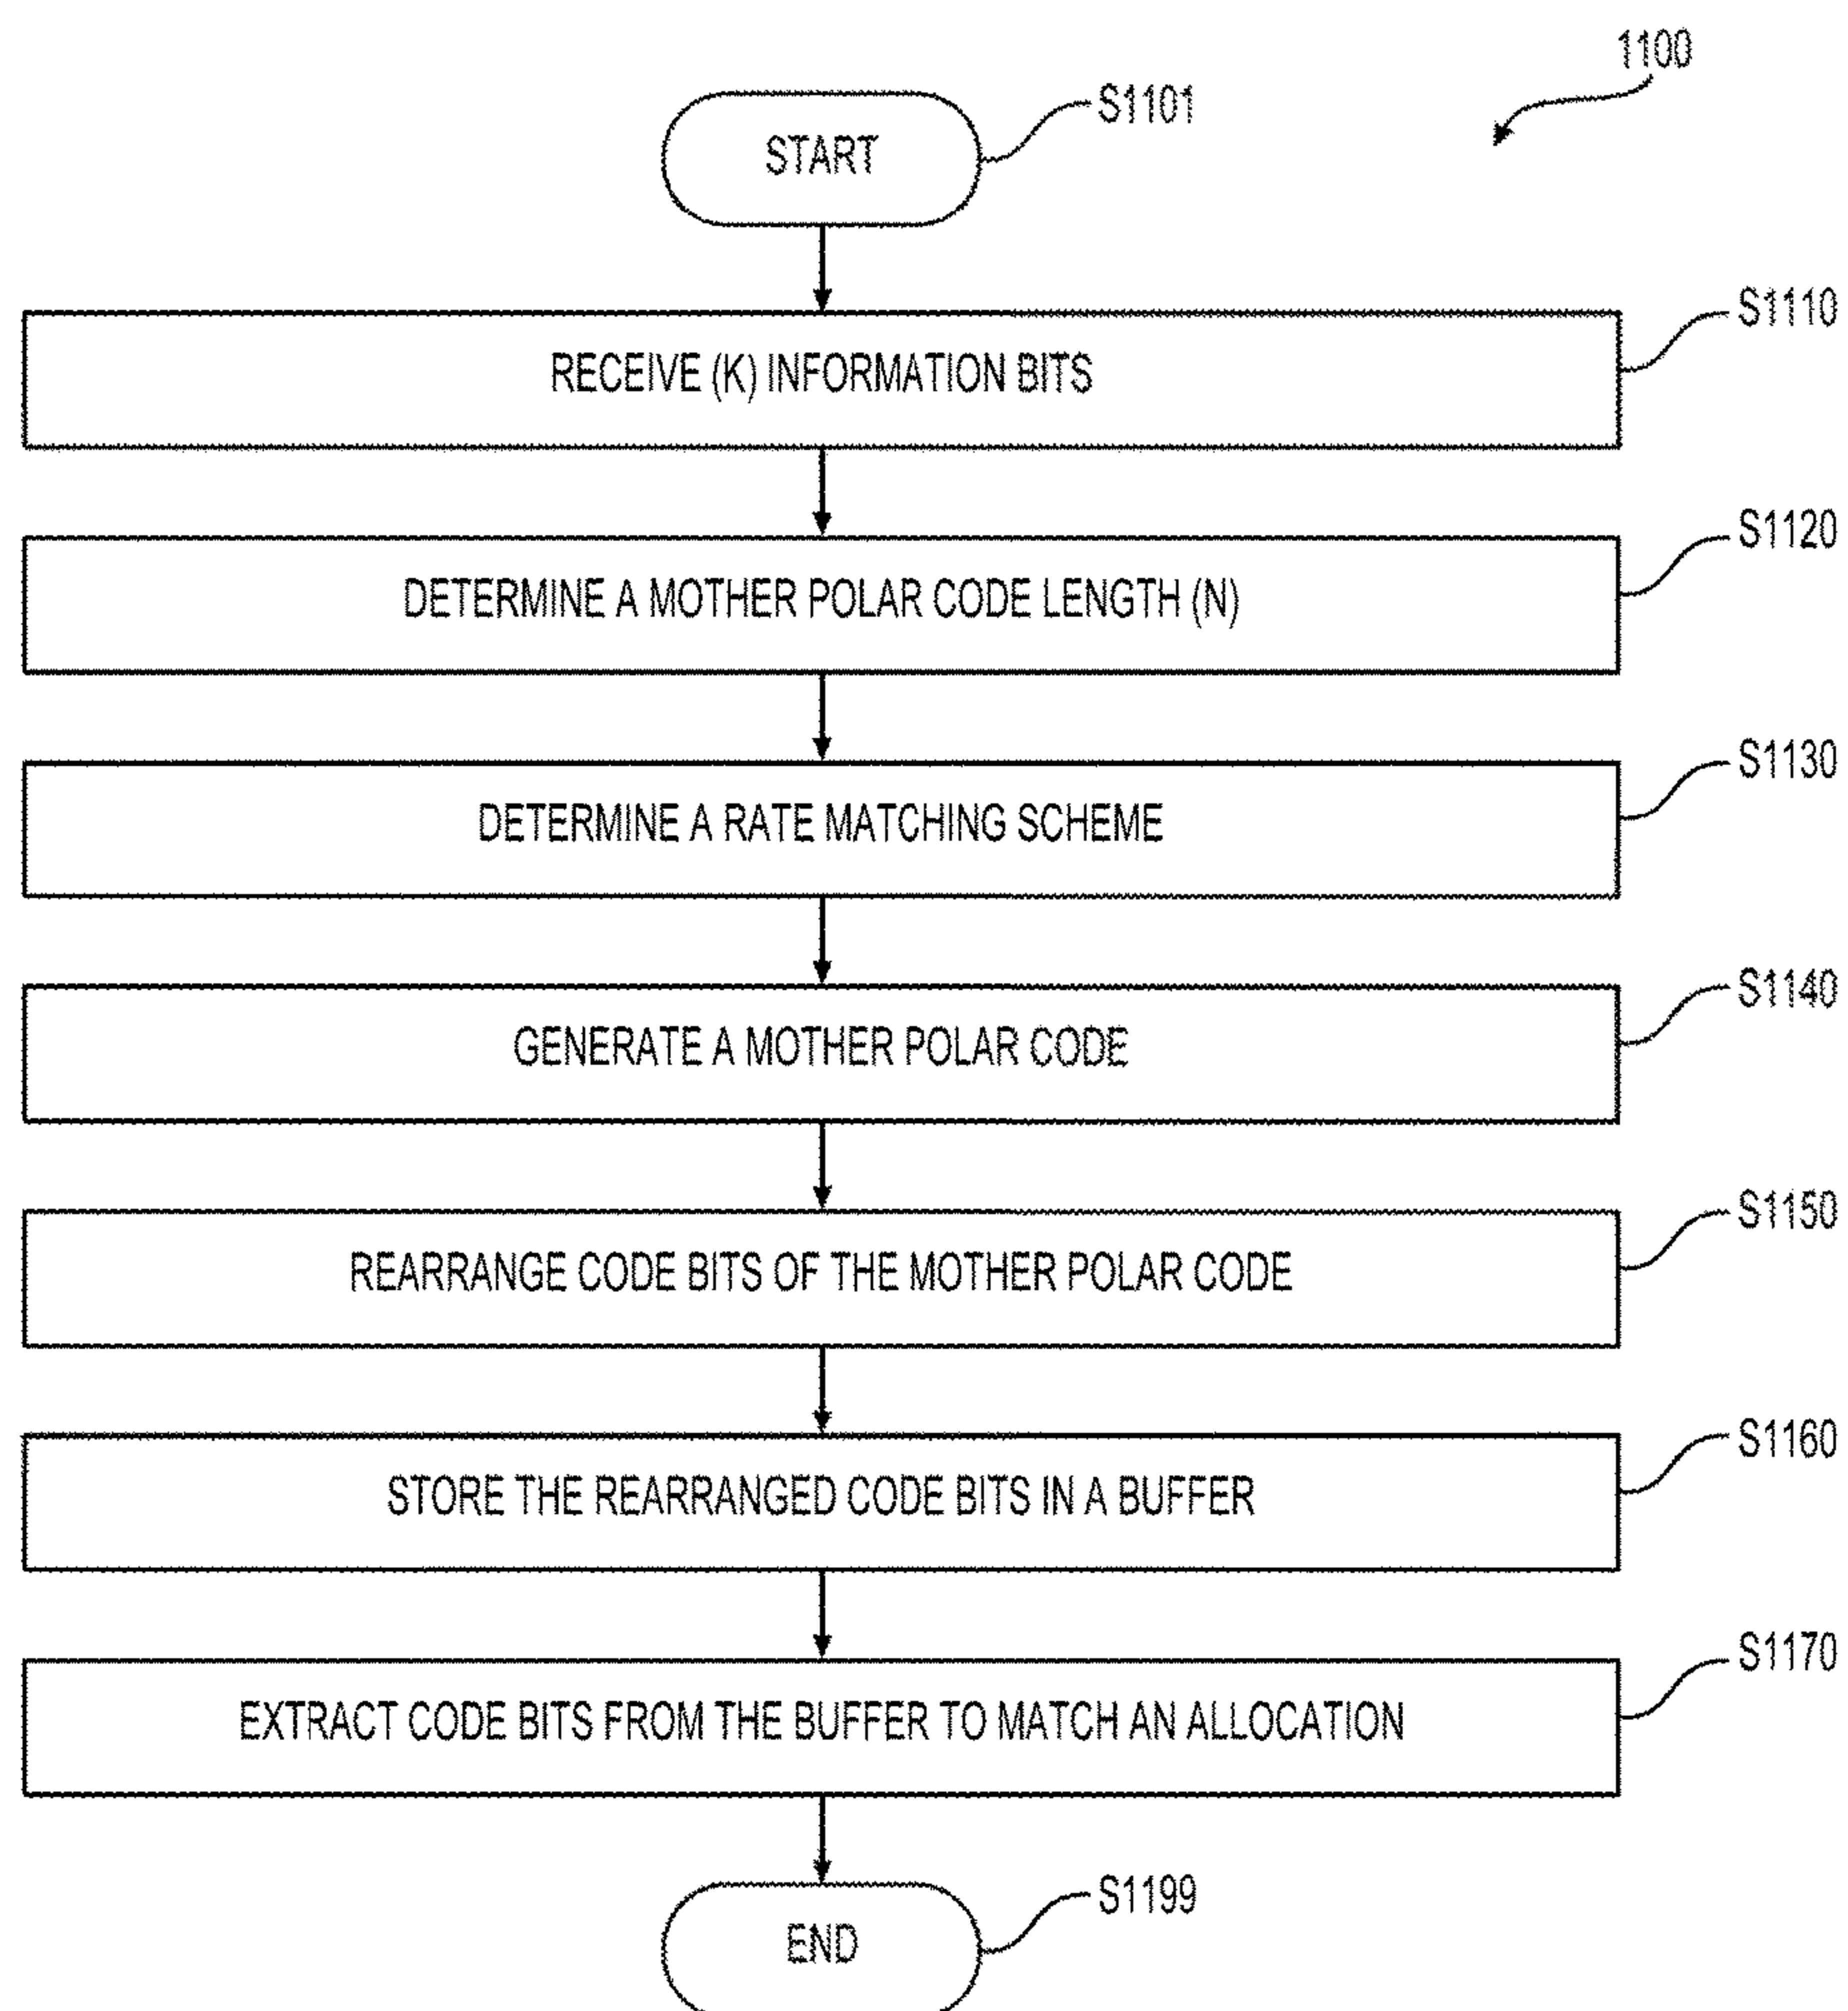 1100
START
S1101
RECEIVE (K) INFORMATION BITS
S1110
DETERMINE A MOTHER POLAR CODE LENGTH (N)
S1120
DETERMINE A RATE MATCHING SCHEME
S1130
GENERATE A MOTHER POLAR CODE
S1140
REARRANGE CODE BITS OF THE MOTHER POLAR CODE
S1150
STORE THE REARRANGED CODE BITS IN A BUFFER
S1160
EXTRACT CODE BITS FROM THE BUFFER TO MATCH AN ALLOCATION
S1170
END
S1199